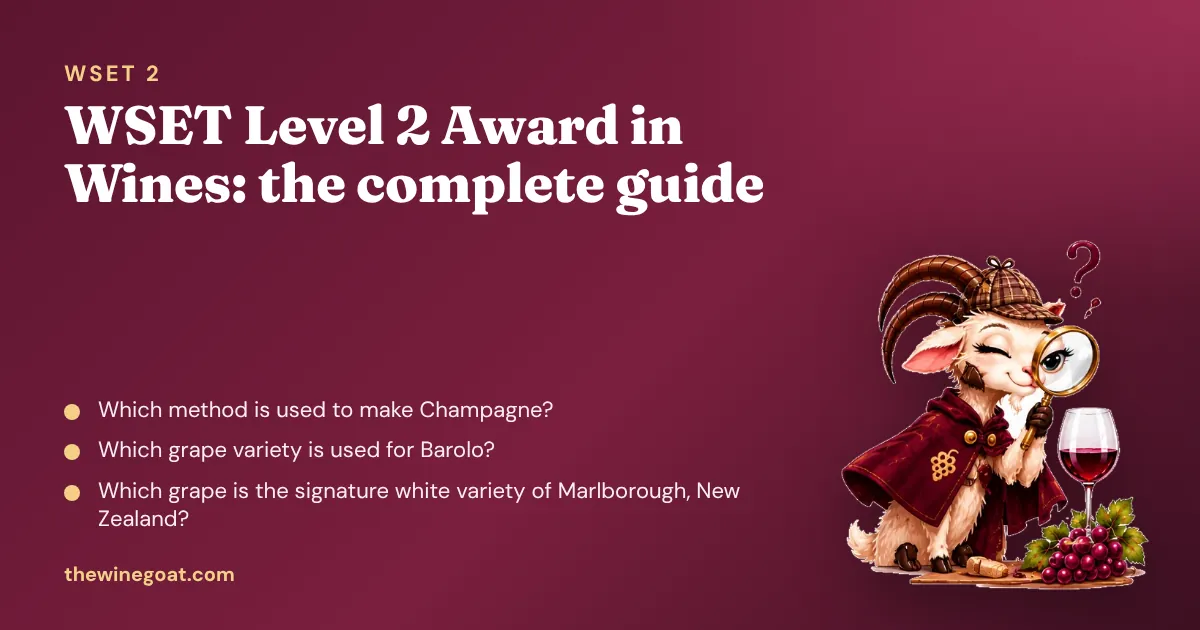 WSET 2
WSET Level 2 Award in
Wines: the complete guide
Which method is used to make Champagne?
Which grape variety is used for Barolo?
Which grape is the signature white variety of Marlborough, New
Zealand?
thewinegoat.com
?
?